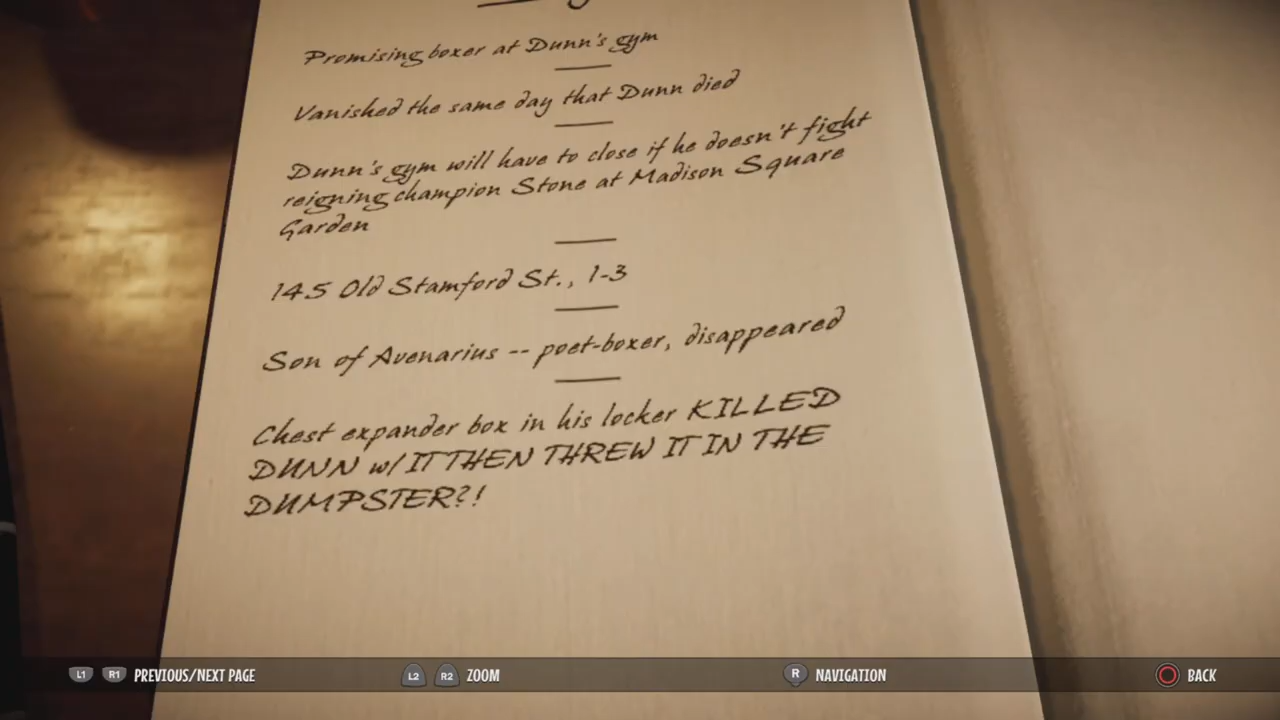 Promising boxer at Dunn's gym
Vanished the same day that Dunn died
Dunn's gym will have to close if he doesn't fight
reigning champion Stone at Madison Square
Garden
145 Old Stamford St., 1-3
Son of Avenarius -- poet-boxer, disappeared
Chest expander box in his locker KILLED
DUNN w/ IT THEN THREW IT IN THE
DUMPSTER?!
L1 R1 PREVIOUS/NEXT PAGE L2 R2 ZOOM R NAVIGATION BACK